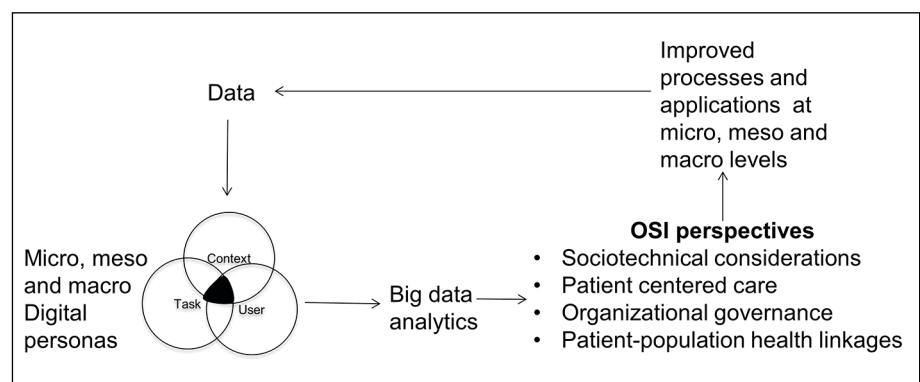 Data
Improved
processes and
applications at
micro, meso and
macro levels
Micro, meso
and macro
Digital
personas
Context
Task
User
Big data
analytics
OSI perspectives
• Sociotechnical considerations
• Patient centered care
• Organizational governance
• Patient-population health linkages